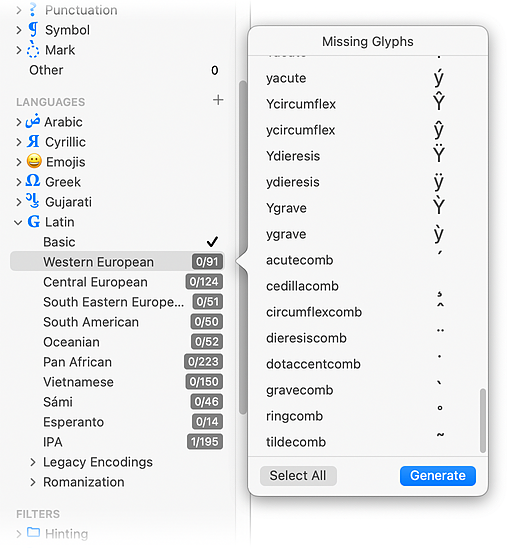 Punctuation
Symbol
Mark
Other 0
LANGUAGES +
Arabic
Cyrillic
Emojis
Greek
Gujarati
Latin
Basic ✓
Western European 0/91
Central European 0/124
South Eastern Europe... 0/51
South American 0/50
Oceanian 0/52
Pan African 0/223
Vietnamese 0/150
Sámi 0/46
Esperanto 0/14
IPA 1/195
Legacy Encodings
Romanization
FILTERS
Hinting
Missing Glyphs
yacute ý
Ycircumflex Ŷ
ycircumflex ŷ
Ydieresis Ÿ
ydieresis ÿ
Ygrave Ỳ
ygrave ỳ
acutecomb ´
cedillacomb ¸
circumflexcomb ˆ
dieresiscomb ¨
dotaccentcomb ˙
gravecomb `
ringcomb °
tildecomb ˜
Select All Generate